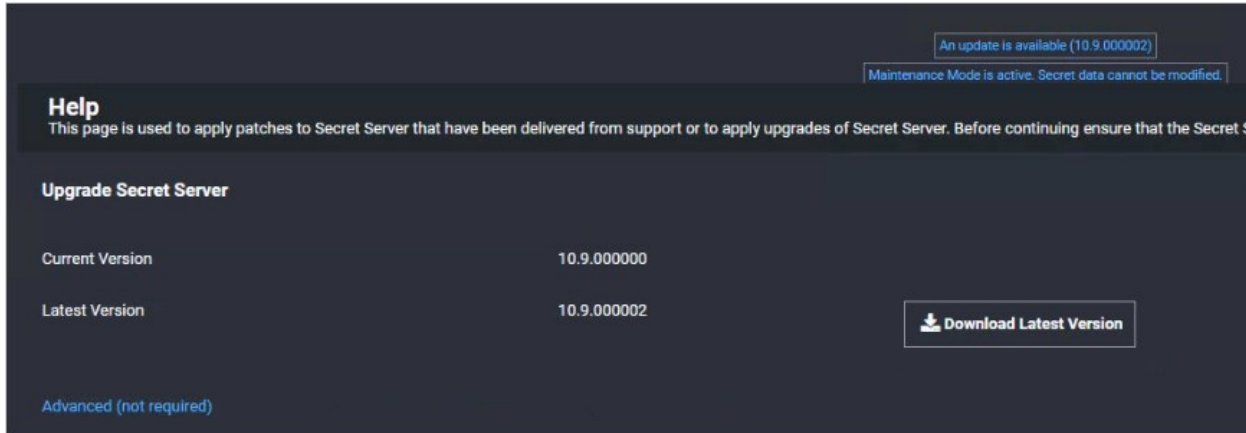 An update is available (10.9.000002)
Maintenance Mode is active. Secret data cannot be modified.
Help
This page is used to apply patches to Secret Server that have been delivered from support or to apply upgrades of Secret Server. Before continuing ensure that the Secret
Upgrade Secret Server
Current Version 10.9.000000
Latest Version 10.9.000002 Download Latest Version
Advanced (not required)